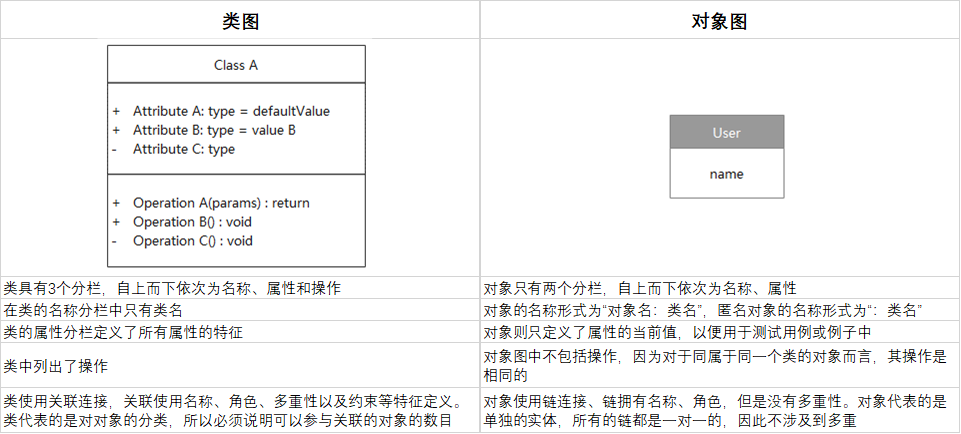 类图
对象图
Class A
+ Attribute A: type = defaultValue
+ Attribute B: type = value B
- Attribute C: type
+ Operation A(params) : return
+ Operation B() : void
- Operation C() : void
User
name
类具有3个分栏，自上而下依次为名称、属性和操作
对象只有两个分栏，自上而下依次为名称、属性
在类的名称分栏中只有类名
对象的名称形式为“对象名：类名”，匿名对象的名称形式为“：类名”
类的属性分栏定义了所有属性的特征
对象则只定义了属性的当前值，以便用于测试用例或例子中
类中列出了操作
对象图中不包括操作，因为对于同属于同一个类的对象而言，其操作是
相同的
类使用关联连接，关联使用名称、角色、多重性以及约束等特征定义。
类代表的是对对象的分类，所以必须说明可以参与关联的对象的数目
对象使用链连接、链拥有名称、角色，但是没有多重性。对象代表的是
单独的实体，所有的链都是一对一的，因此不涉及到多重